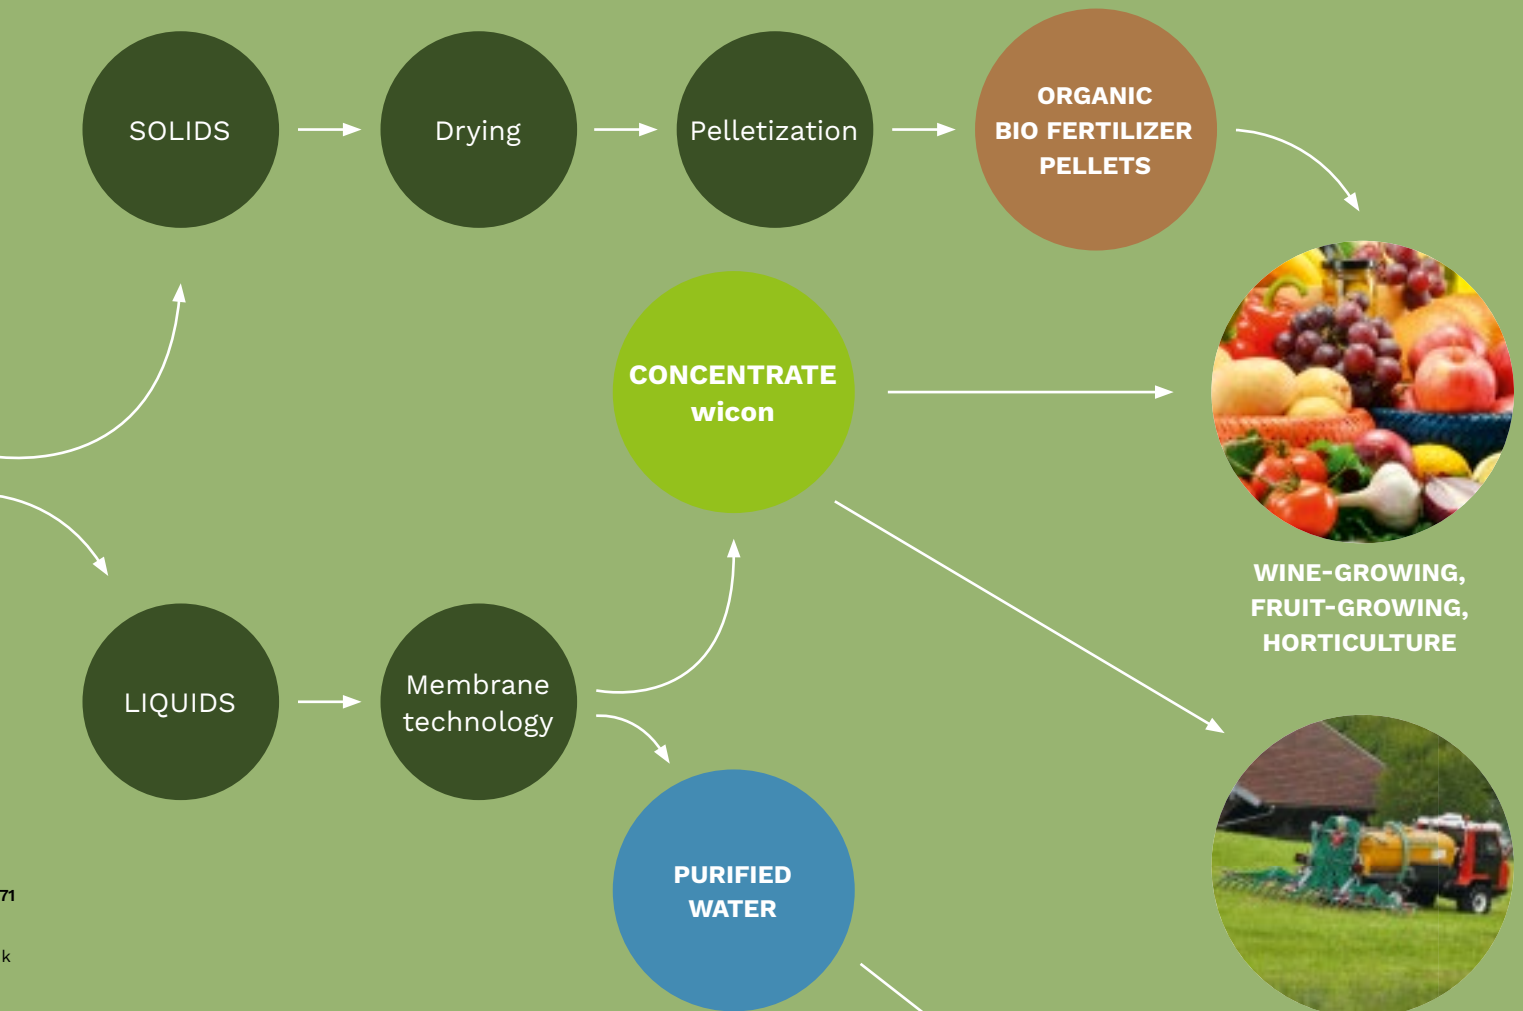 SOLIDS
Drying
Pelletization
ORGANIC
BIO FERTILIZER
PELLETS
CONCENTRATE
wicon
WINE-GROWING,
FRUIT-GROWING,
HORTICULTURE
LIQUIDS
Membrane
technology
PURIFIED
WATER
71
k